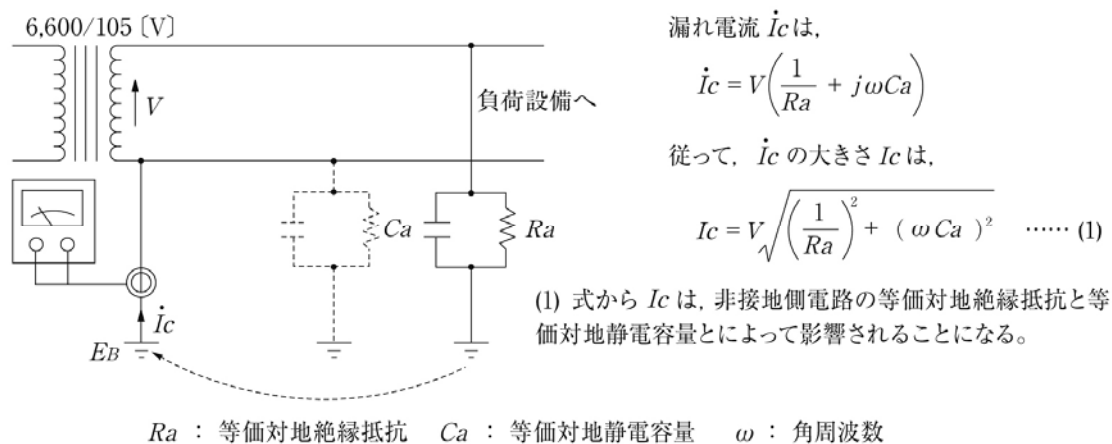 6,600/105〔V〕
V
負荷設備へ
Ca
Ra
İc
EB
漏れ電流 İc は,
İc = V(1/Ra + jωCa)
従って, İc の大きさ Ic は,
Ic = V√((1/Ra)² + (ωCa)²) …… (1)
(1) 式から Ic は, 非接地側電路の等価対地絶縁抵抗と等
価対地静電容量とによって影響されることになる。
Ra : 等価対地絶縁抵抗 Ca : 等価対地静電容量 ω : 角周波数